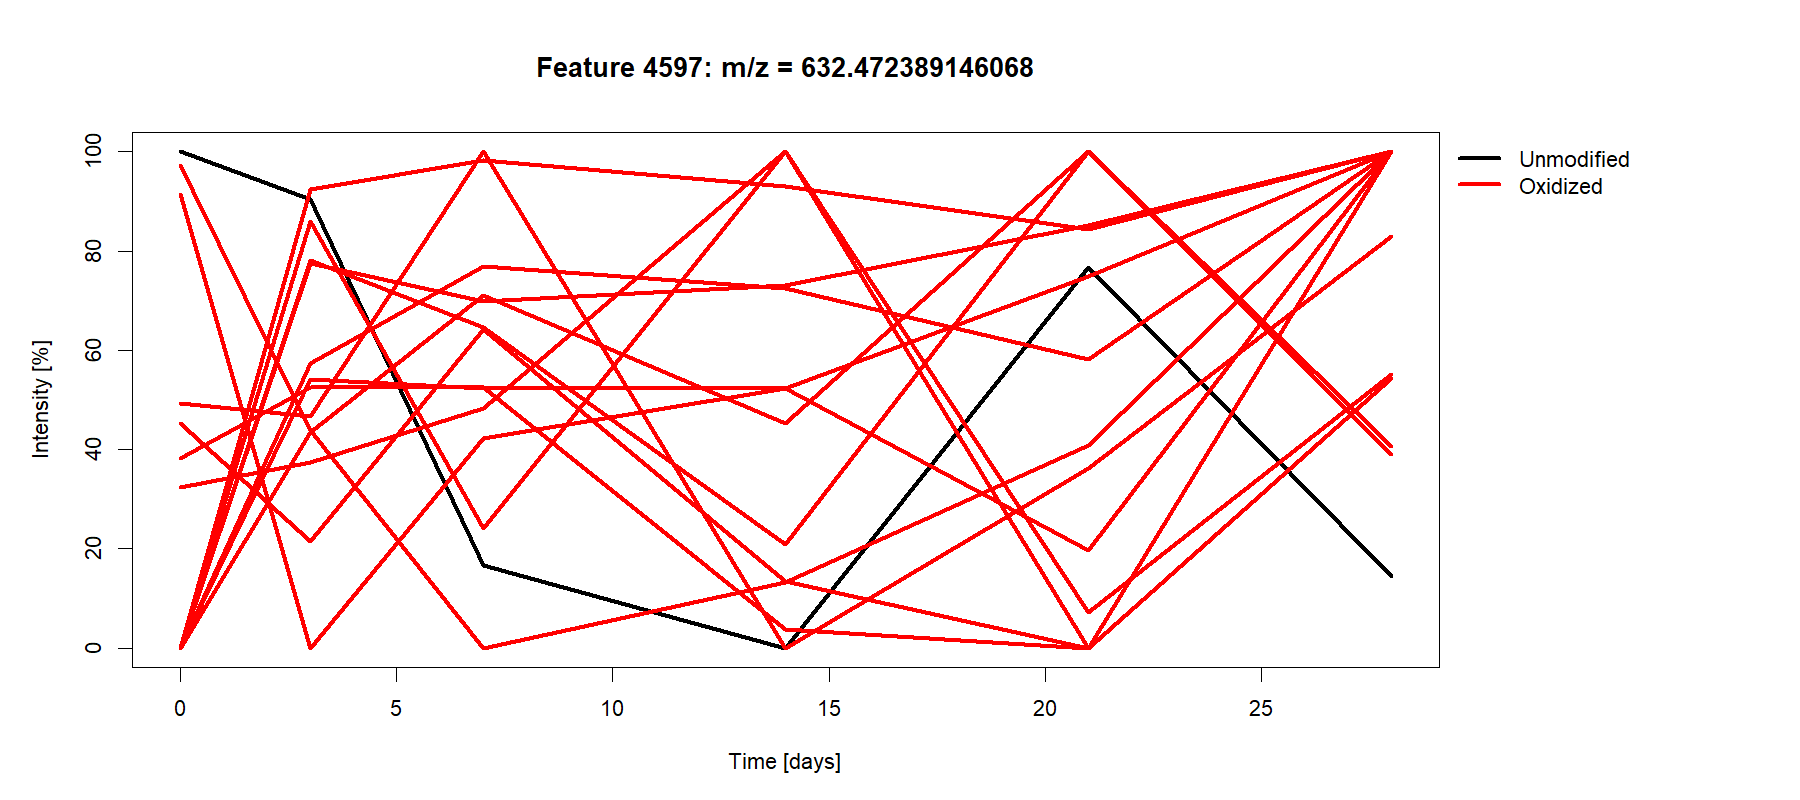 Feature 4597: m/z = 632.472389146068
Unmodified
Oxidized
Intensity [%]
100
80
60
40
20
0
0 5 10 15 20 25
Time [days]